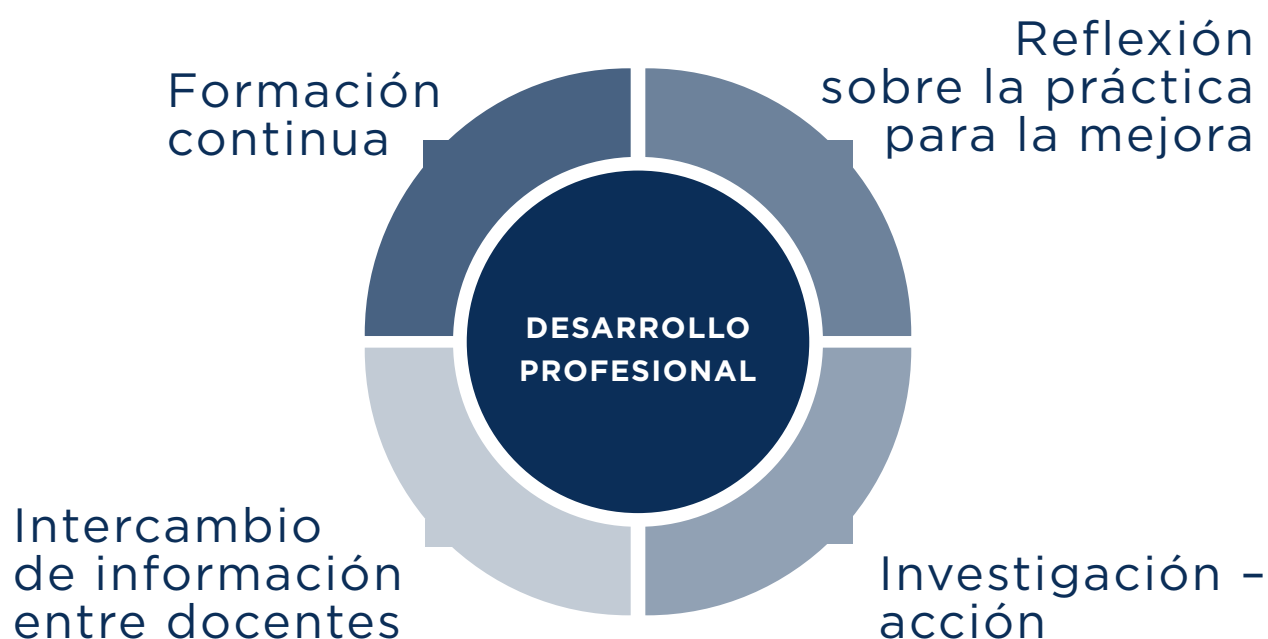 Formación
continua
Reflexión
sobre la práctica
para la mejora
DESARROLLO
PROFESIONAL
Intercambio
de información
entre docentes
Investigación –
acción